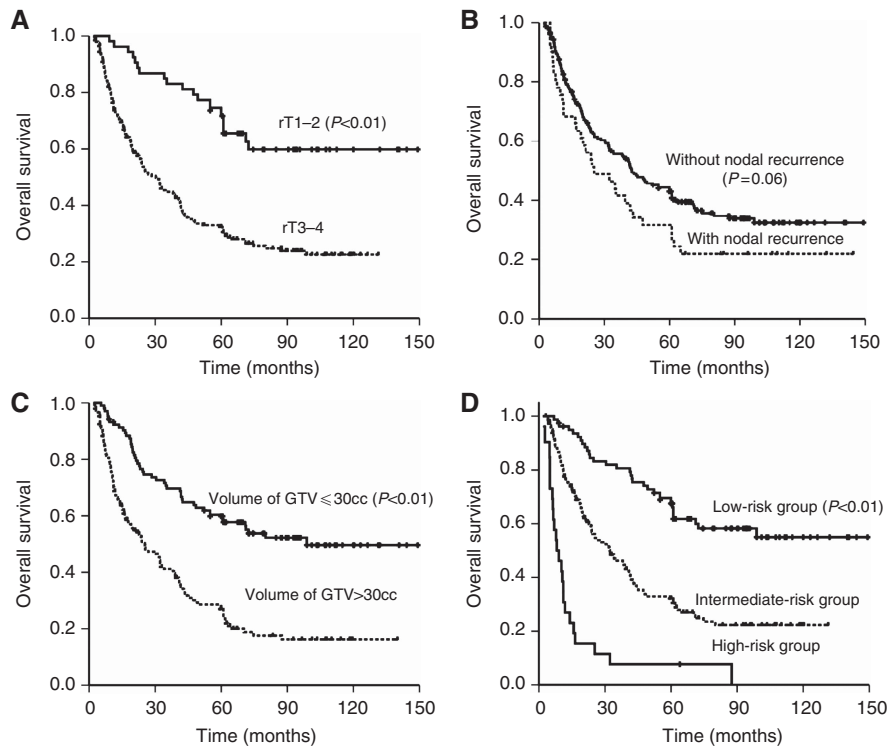 A
1.0
0.8
0.6
0.4
0.2
0.0
Overall survival
rT1–2 (P<0.01)
rT3–4
0 30 60 90 120 150
Time (months)
B
1.0
0.8
0.6
0.4
0.2
0.0
Overall survival
Without nodal recurrence
(P=0.06)
With nodal recurrence
0 30 60 90 120 150
Time (months)
C
1.0
0.8
0.6
0.4
0.2
0.0
Overall survival
Volume of GTV ⩽ 30cc (P<0.01)
Volume of GTV>30cc
0 30 60 90 120 150
Time (months)
D
1.0
0.8
0.6
0.4
0.2
0.0
Overall survival
Low-risk group (P<0.01)
Intermediate-risk group
High-risk group
0 30 60 90 120 150
Time (months)